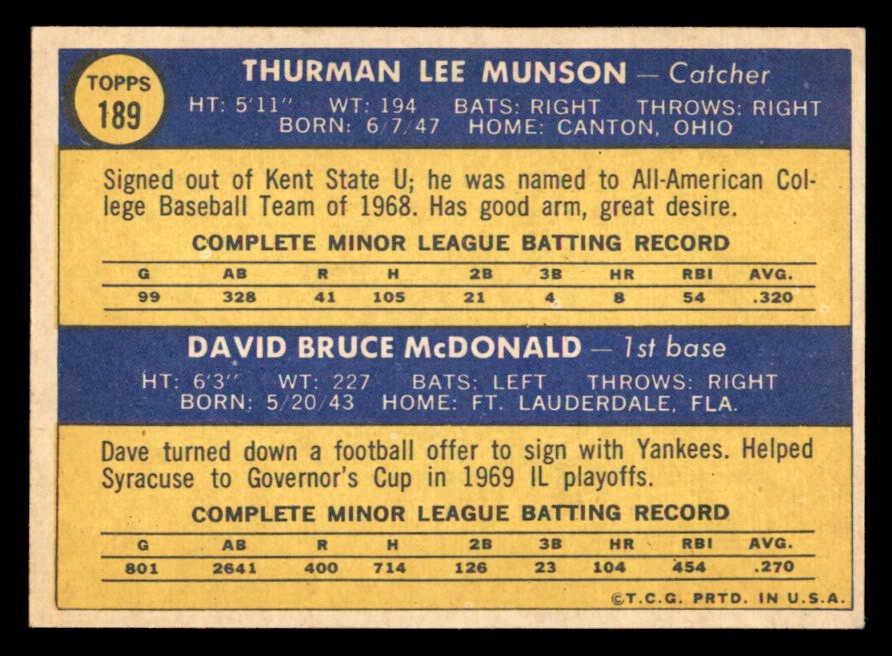 TOPPS
189
THURMAN LEE MUNSON — Catcher
HT: 5'11" WT: 194 BATS: RIGHT THROWS: RIGHT
BORN: 6/7/47 HOME: CANTON, OHIO
Signed out of Kent State U; he was named to All-American Col-
lege Baseball Team of 1968. Has good arm, great desire.
COMPLETE MINOR LEAGUE BATTING RECORD
G AB R H 2B 3B HR RBI AVG.
99 328 41 105 21 4 8 54 .320
DAVID BRUCE McDONALD — 1st base
HT: 6'3" WT: 227 BATS: LEFT THROWS: RIGHT
BORN: 5/20/43 HOME: FT. LAUDERDALE, FLA.
Dave turned down a football offer to sign with Yankees. Helped
Syracuse to Governor's Cup in 1969 IL playoffs.
COMPLETE MINOR LEAGUE BATTING RECORD
G AB R H 2B 3B HR RBI AVG.
801 2641 400 714 126 23 104 454 .270
©T.C.G. PRTD. IN U.S.A.